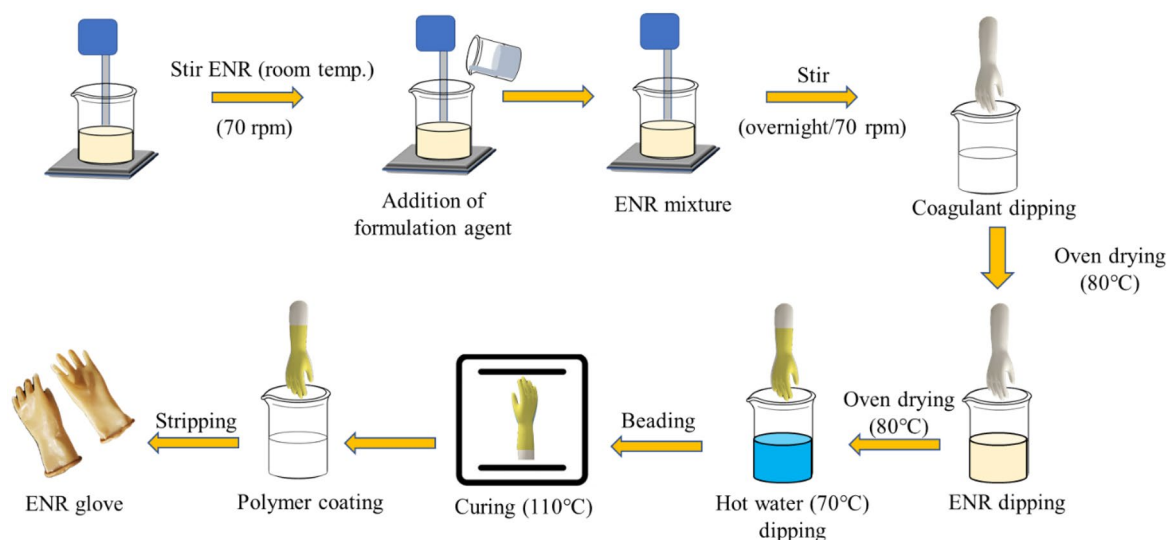 Stir ENR (room temp.)
(70 rpm)
Addition of
formulation agent
ENR mixture
Stir
(overnight/70 rpm)
Coagulant dipping
Oven drying
(80°C)
ENR dipping
Oven drying
(80°C)
Hot water (70°C)
dipping
Beading
Curing (110°C)
Polymer coating
Stripping
ENR glove